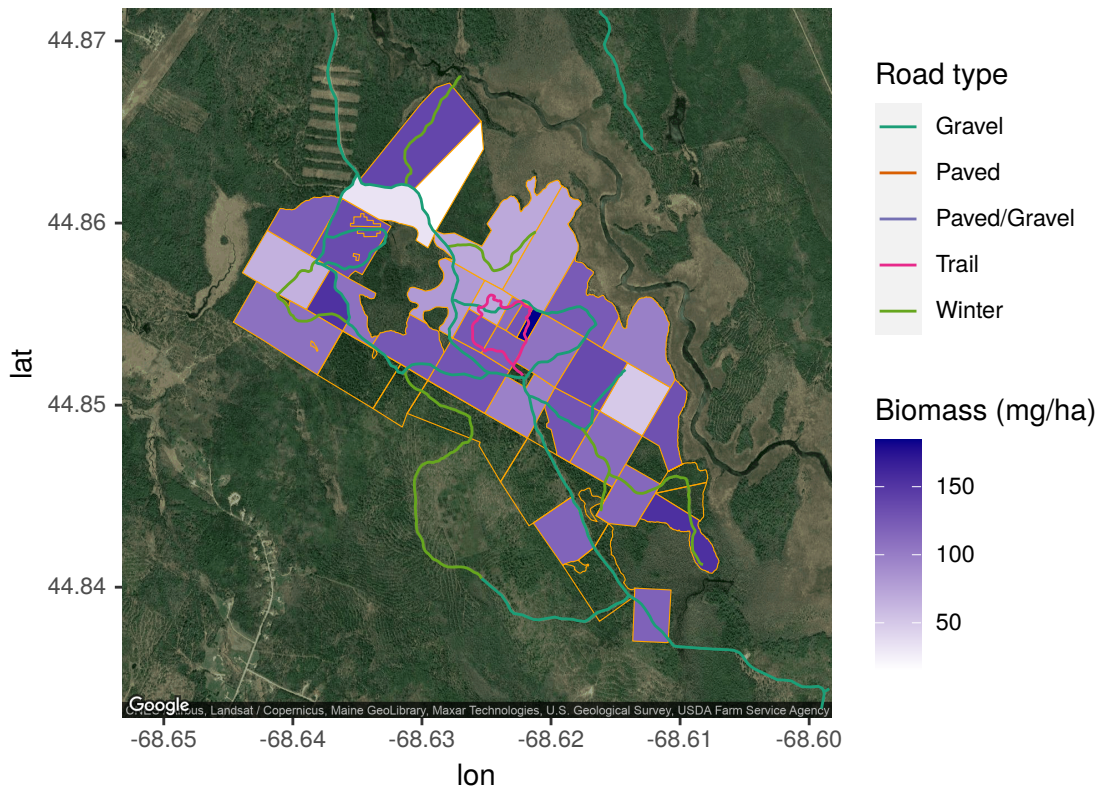 44.87
44.86
44.85
44.84
lat
Google
Airbus, Landsat / Copernicus, Maine GeoLibrary, Maxar Technologies, U.S. Geological Survey, USDA Farm Service Agency
-68.65
-68.64
-68.63
-68.62
-68.61
-68.60
lon
Road type
Gravel
Paved
Paved/Gravel
Trail
Winter
Biomass (mg/ha)
150
100
50